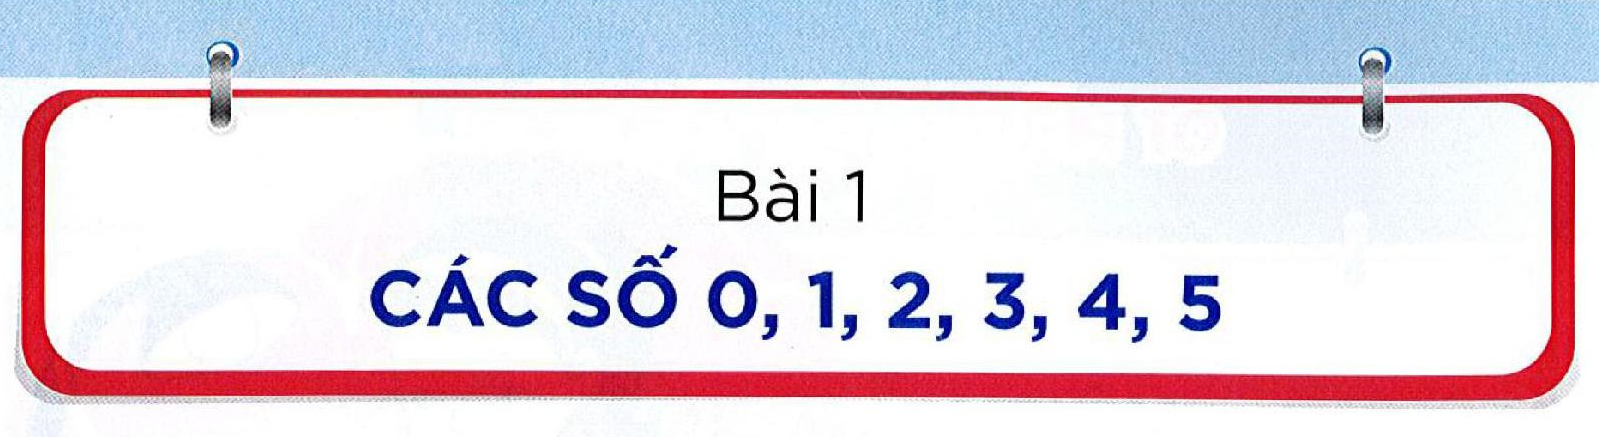 Bài 1
CÁC SỐ 0, 1, 2, 3, 4, 5